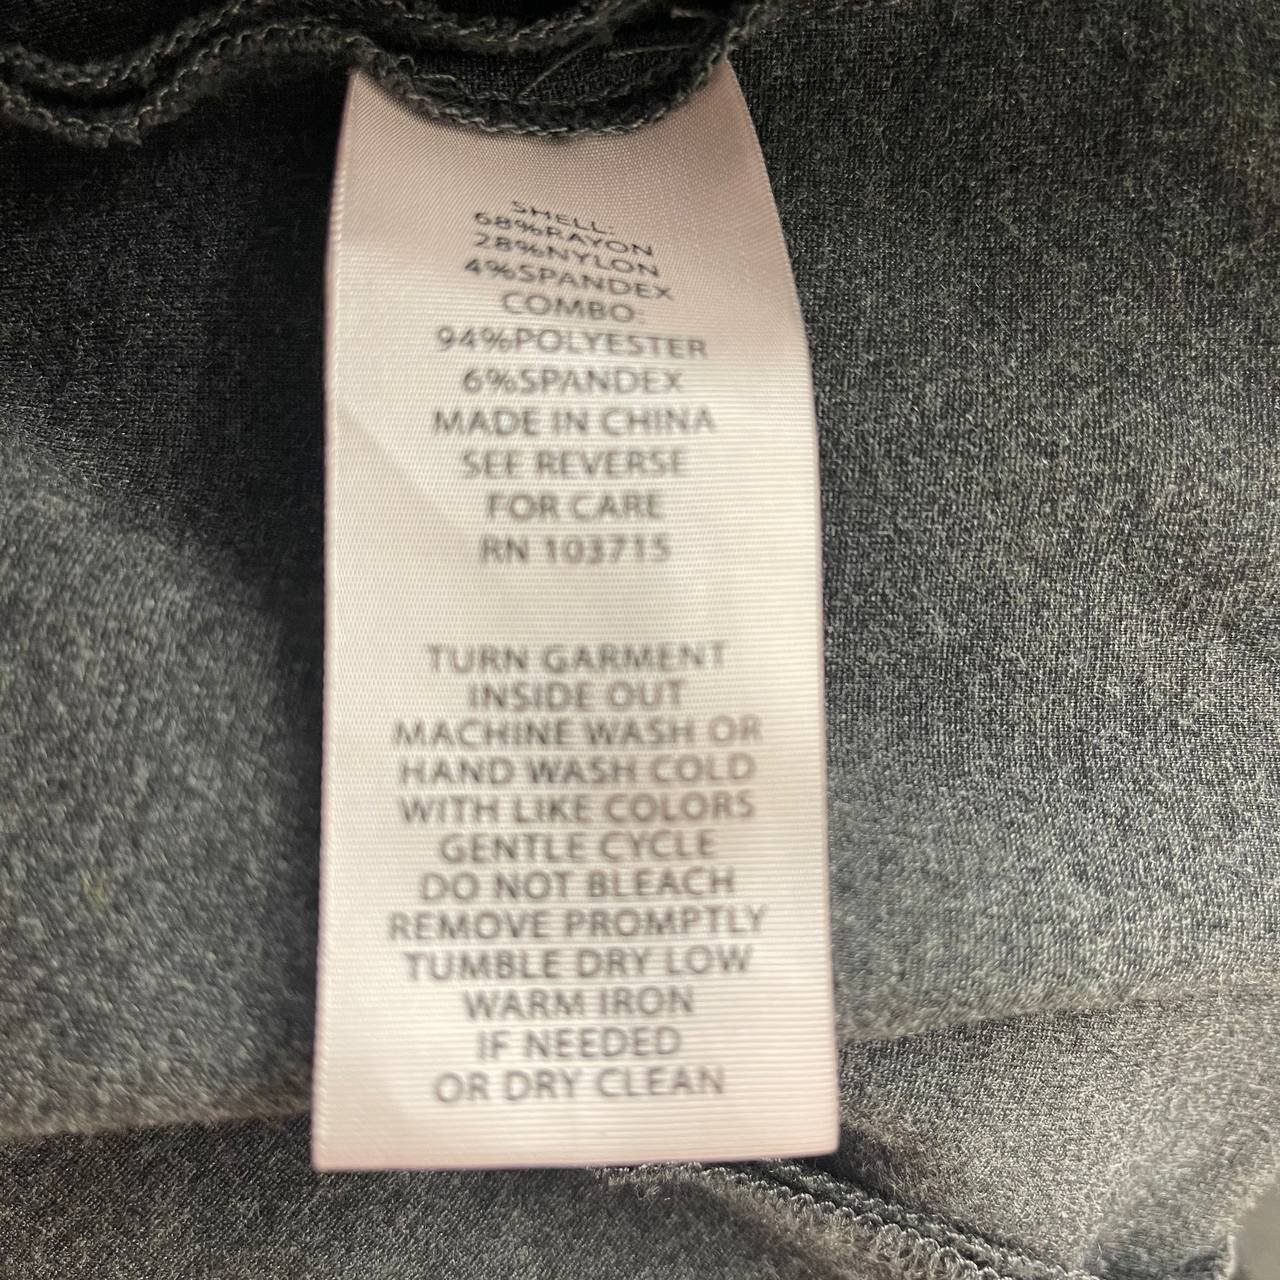 SHELL:
68%RAYON
28%NYLON
4%SPANDEX
COMBO:
94%POLYESTER
6%SPANDEX
MADE IN CHINA
SEE REVERSE
FOR CARE
RN 103715
TURN GARMENT
INSIDE OUT
MACHINE WASH OR
HAND WASH COLD
WITH LIKE COLORS
GENTLE CYCLE
DO NOT BLEACH
REMOVE PROMPTLY
TUMBLE DRY LOW
WARM IRON
IF NEEDED
OR DRY CLEAN